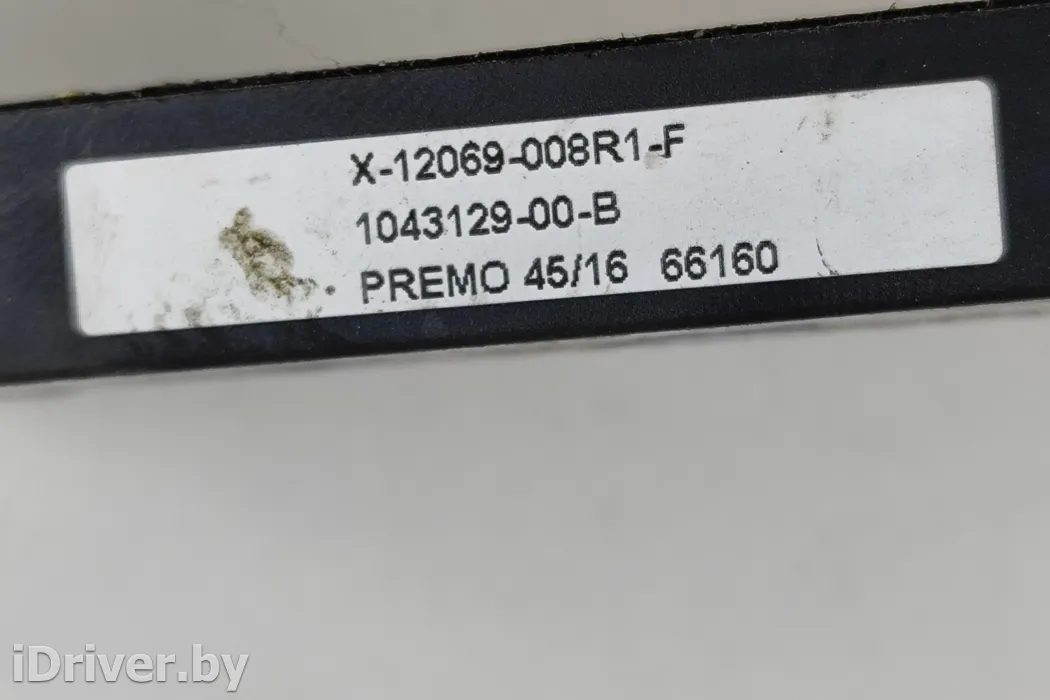 X-12069-008R1-F
1043129-00-B
PREMO 45/16 66160
iDriver.by